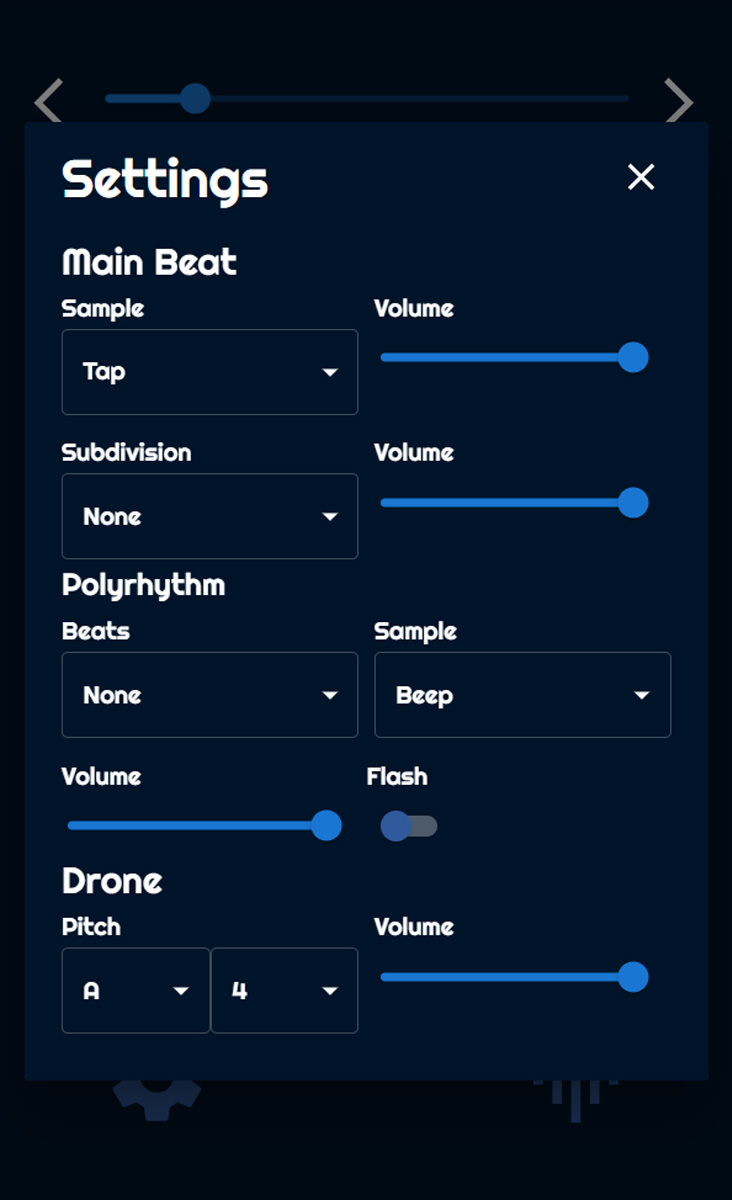 Settings
Main Beat
Sample Volume
Tap
Subdivision Volume
None
Polyrhythm
Beats Sample
None Beep
Volume Flash
Drone
Pitch Volume
A 4